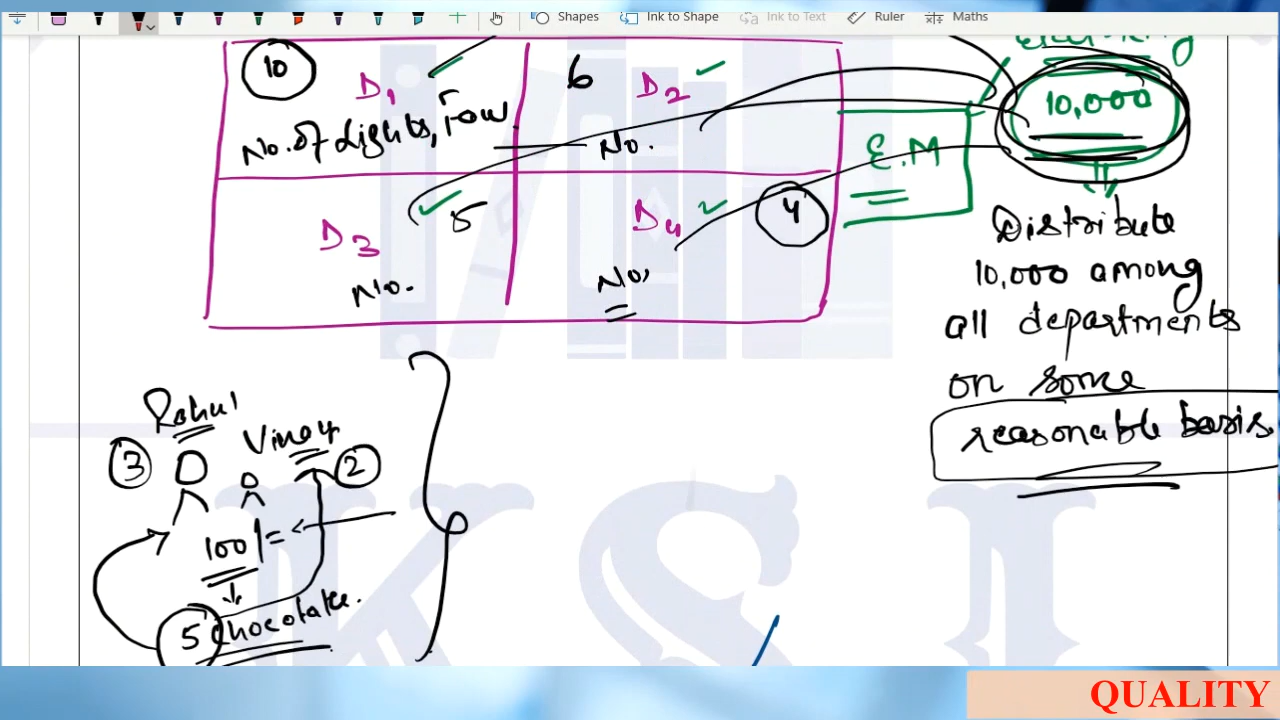 Shapes Ink to Shape Ink to Text Ruler Maths
10 D1
No. of Lights, Fan
6 D2
No.
D3 5
No.
D4 4
No.
E.M
10,000
Distribute
10,000 among
all departments
on some
reasonable basis.
Rahul
Vinay
3
2
100/=
5 Chocolate.
K S I
QUALITY